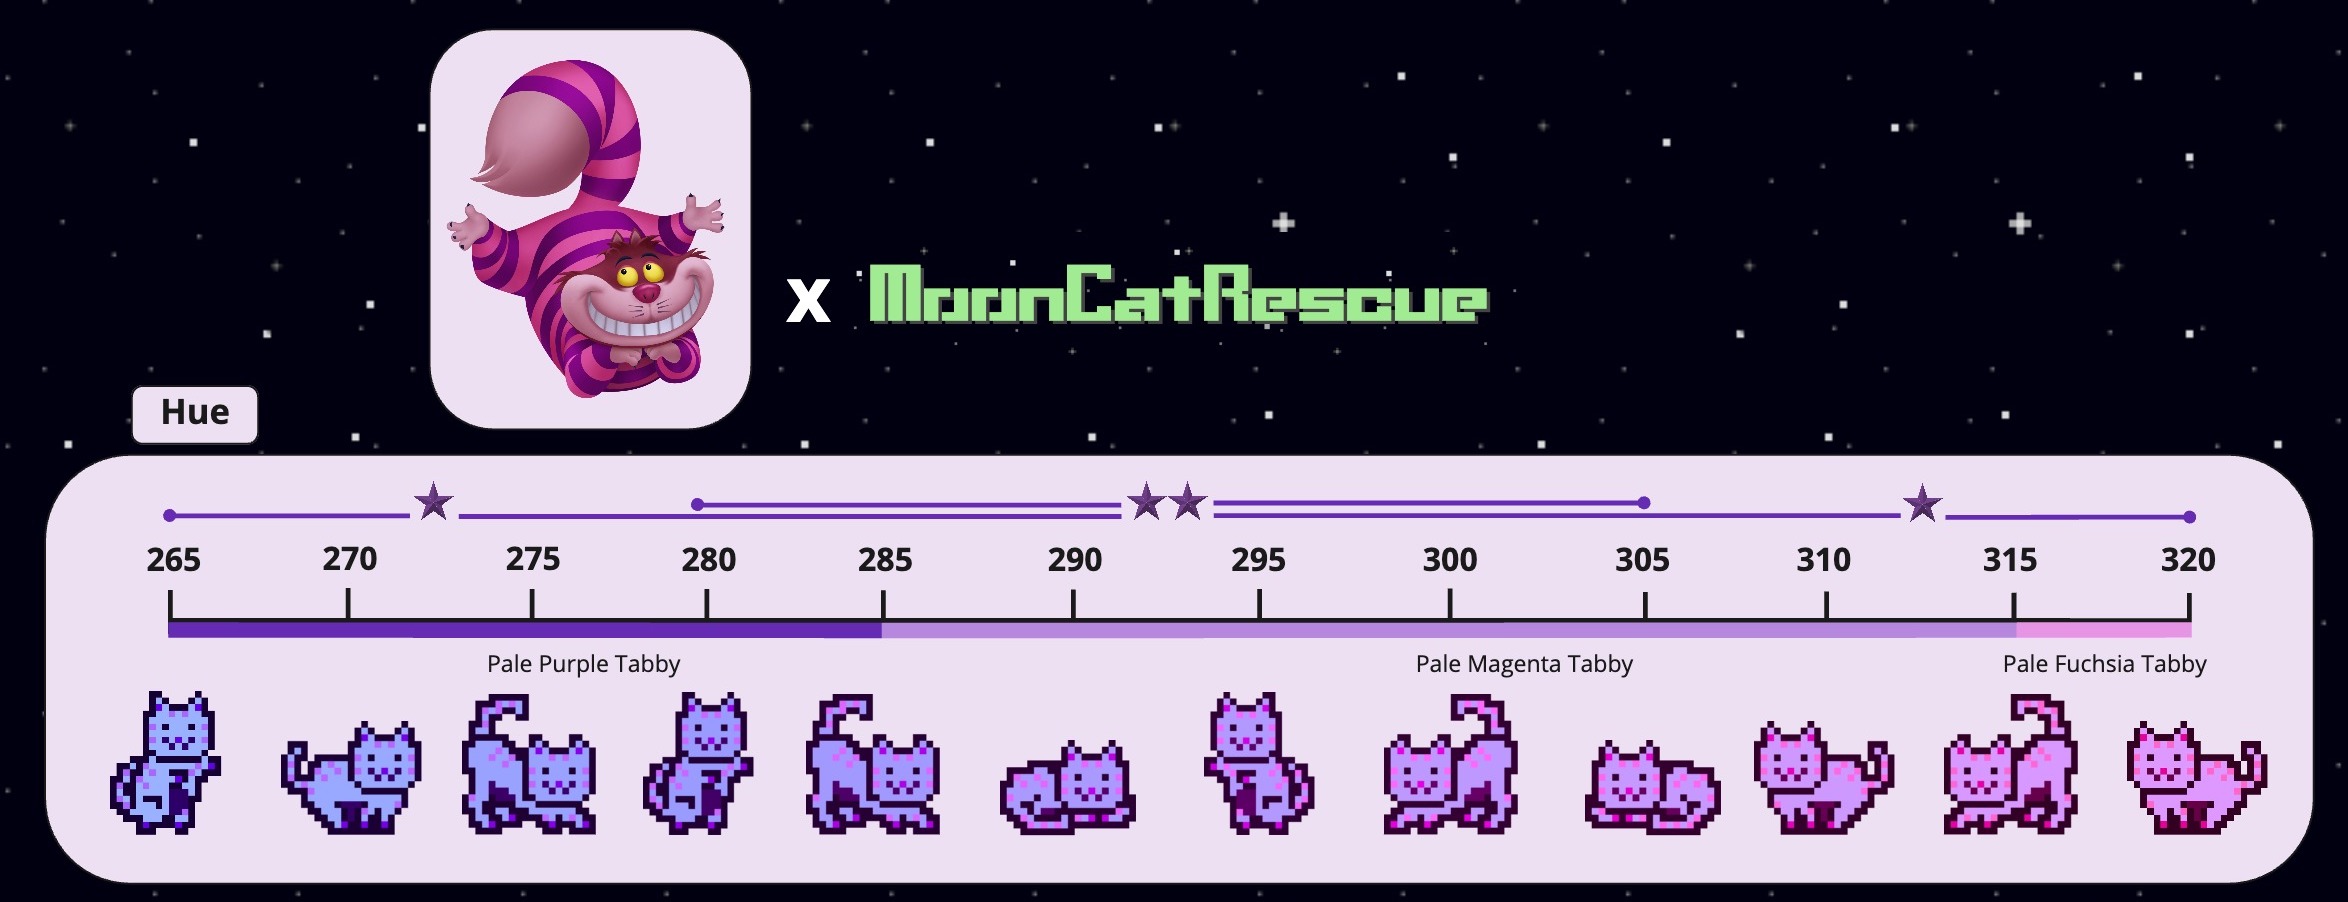 x MoonCatRescue
Hue
265 270 275 280 285 290 295 300 305 310 315 320
Pale Purple Tabby Pale Magenta Tabby Pale Fuchsia Tabby